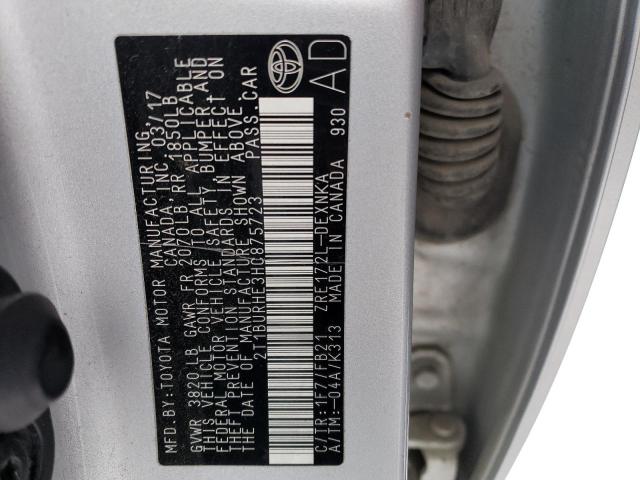 MFD.BY:TOYOTA MOTOR MANUFACTURING,
CANADA, INC. 03/17
GVWR 3820LB GAWR FR 2070LB RR 1850LB
THIS VEHICLE CONFORMS TO ALL APPLICABLE
FEDERAL MOTOR VEHICLE SAFETY BUMPER, AND
THEFT PREVENTION STANDARDS IN EFFECT ON
THE DATE OF MANUFACTURE SHOWN ABOVE.
2T1BURHE3HC875723 PASS.CAR
C/TR:1F7/FB21 ZRE172L-DEXNKA
A/TM:-04A/K313 MADE IN CANADA 930
AD